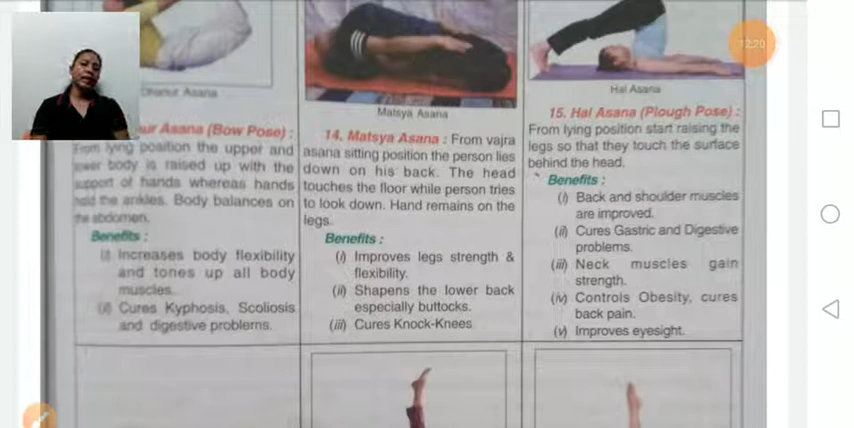 12:20
Dhanur Asana
ur Asana (Bow Pose) :
From lying position the upper and
lower body is raised up with the
support of hands whereas hands
hold the ankles. Body balances on
the abdomen.
Benefits :
(i) Increases body flexibility
and tones up all body
muscles.
(ii) Cures Kyphosis, Scoliosis
and digestive problems.
Matsya Asana
14. Matsya Asana : From vajra
asana sitting position the person lies
down on his back. The head
touches the floor while person tries
to look down. Hand remains on the
legs.
Benefits :
(i) Improves legs strength &
flexibility.
(ii) Shapens the lower back
especially buttocks.
(iii) Cures Knock-Knees
Hal Asana
15. Hal Asana (Plough Pose) :
From lying position start raising the
legs so that they touch the surface
behind the head.
Benefits :
(i) Back and shoulder muscles
are improved.
(ii) Cures Gastric and Digestive
problems.
(iii) Neck muscles gain
strength.
(iv) Controls Obesity, cures
back pain.
(v) Improves eyesight.